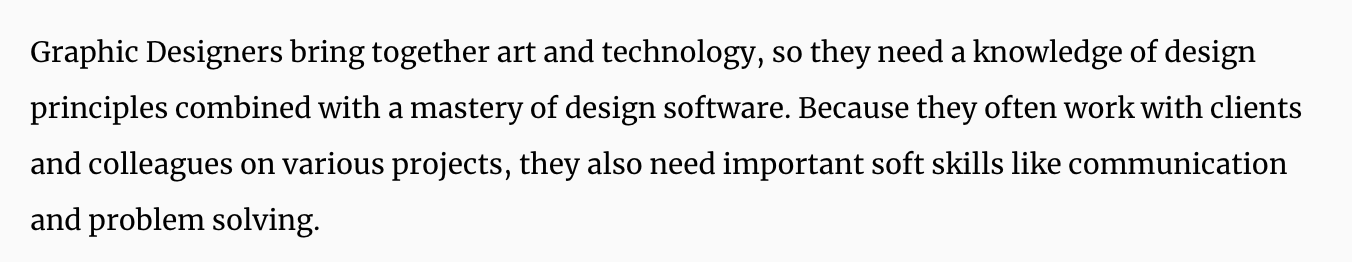 Graphic Designers bring together art and technology, so they need a knowledge of design
principles combined with a mastery of design software. Because they often work with clients
and colleagues on various projects, they also need important soft skills like communication
and problem solving.